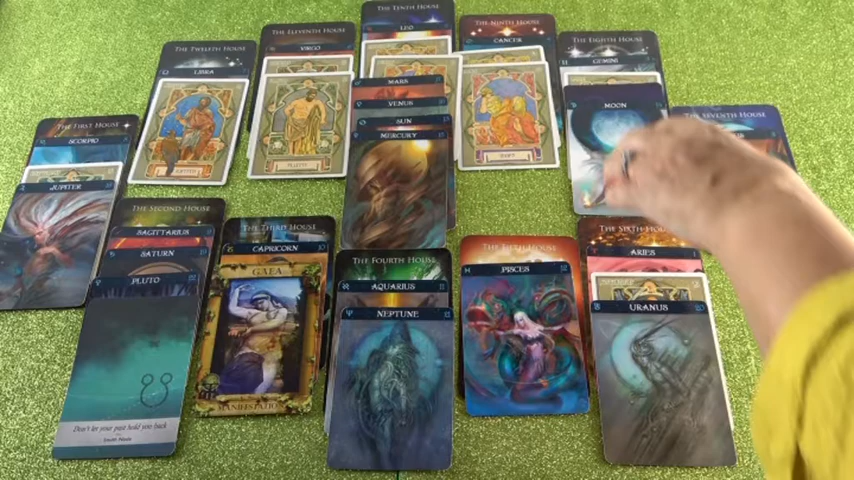 THE TENTH HOUSE
LEO
THE ELEVENTH HOUSE
VIRGO
THE NINTH HOUSE
CANCER
THE TWELFTH HOUSE
LIBRA
THE EIGHTH HOUSE
GEMINI
MARS
VENUS
SUN
MERCURY
MOON
THE SEVENTH HOUSE
THE FIRST HOUSE
SCORPIO
JUPITER
JUPITER
PLUTO
THE SECOND HOUSE
SAGITTARIUS
SATURN
PLUTO
Don't let your past hold you back
South Node
THE THIRD HOUSE
CAPRICORN
GAEA
MANIFESTATION
THE FOURTH HOUSE
AQUARIUS
NEPTUNE
THE FIFTH HOUSE
PISCES
THE SIXTH HOUSE
ARIES
URANUS